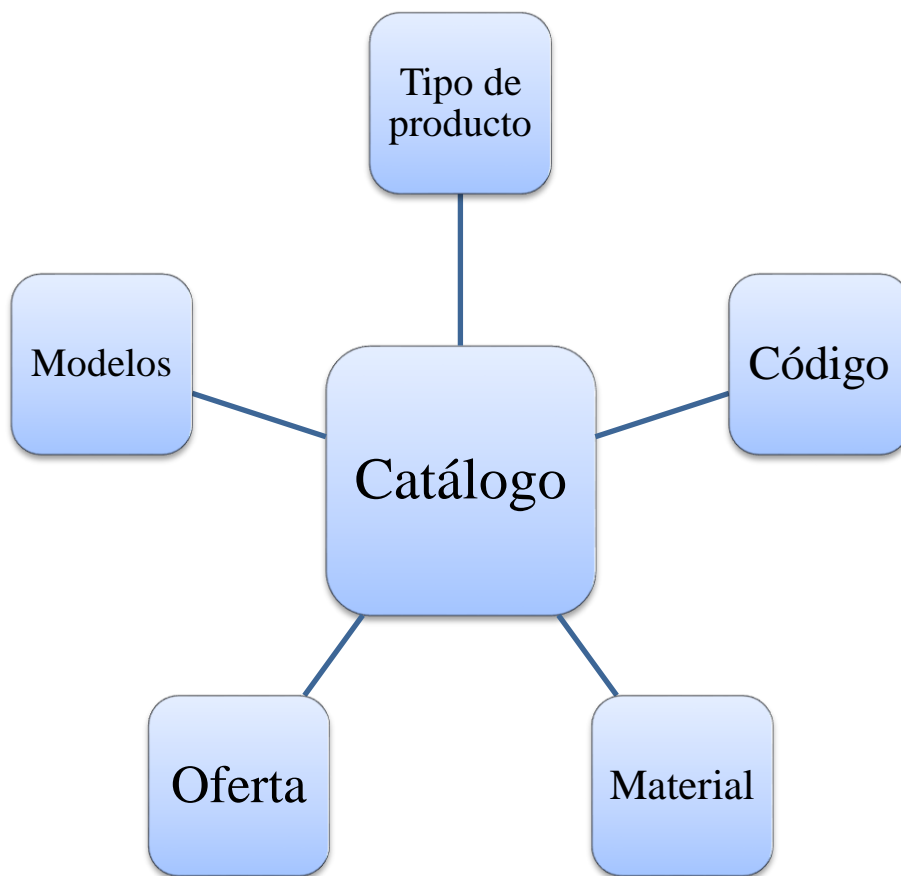 Tipo de
producto
Modelos
Código
Catálogo
Oferta
Material